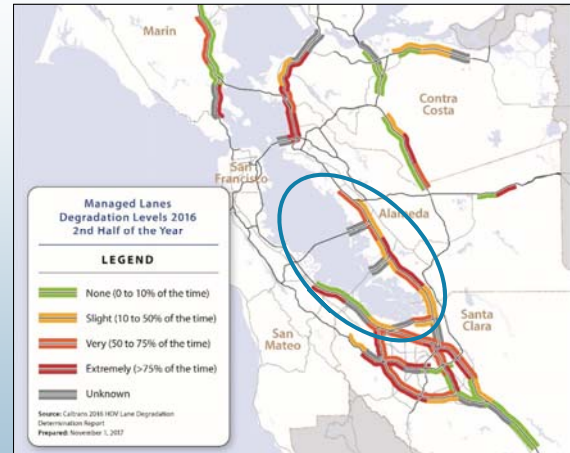 Marin
Contra
Costa
San
Francisco
Alameda
Santa
Clara
San
Mateo
Managed Lanes
Degradation Levels 2016
2nd Half of the Year
LEGEND
None (0 to 10% of the time)
Slight (10 to 50% of the time)
Very (50 to 75% of the time)
Extremely (>75% of the time)
Unknown
Source: Caltrans 2016 HOV Lane Degradation
Determination Report
Prepared: November 1, 2017